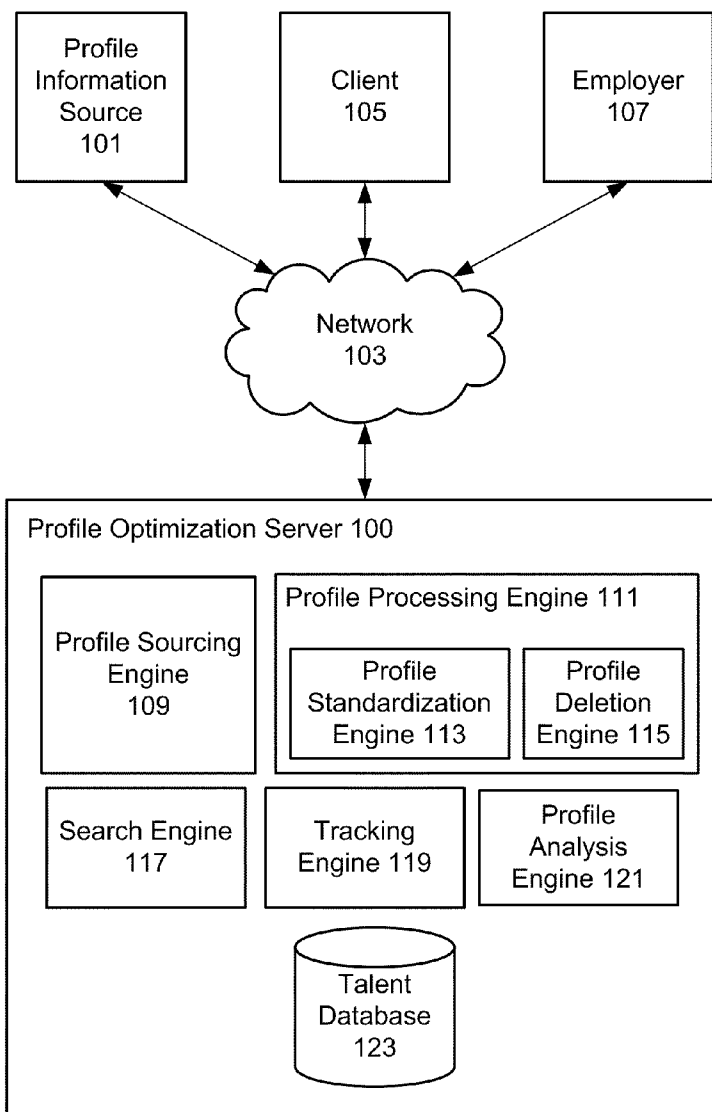 Profile
Information
Source
101
Client
105
Employer
107
Network
103
Profile Optimization Server 100
Profile Sourcing
Engine
109
Profile Processing Engine 111
Profile
Standardization
Engine 113
Profile
Deletion
Engine 115
Search Engine
117
Tracking
Engine 119
Profile
Analysis
Engine 121
Talent
Database
123